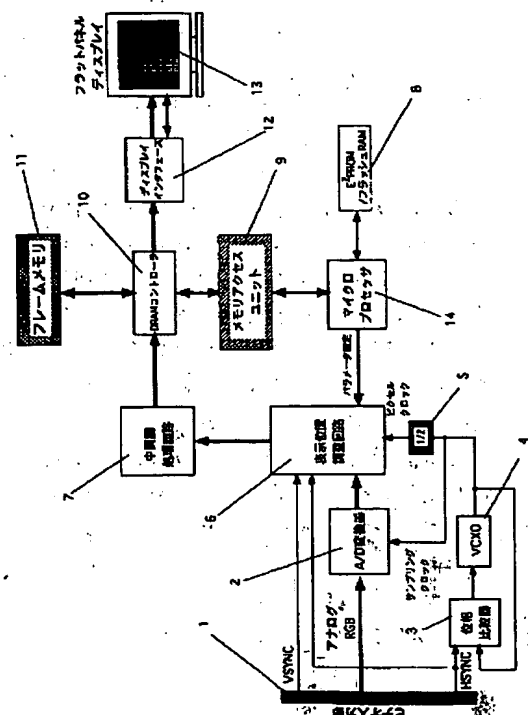 フラットパネル
ディスプレイ
13
12
ディスプレイ
インタフェース
11
フレームメモリ
10
DRAMコントローラ
9
メモリアクセス
ユニット
8
E²PROM
/フラッシュRAM
マイクロ
プロセッサ
14
パラメータ設定
7
中間調
処理回路
6
表示位置
調整回路
ピクセル
クロック
5
1/2
4
VCXO
2
A/D変換器
サンプリング
クロック
3
位相
比較器
1
VSYNC
アナログ
RGB
HSYNC